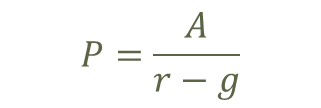 P = A / (r − g)